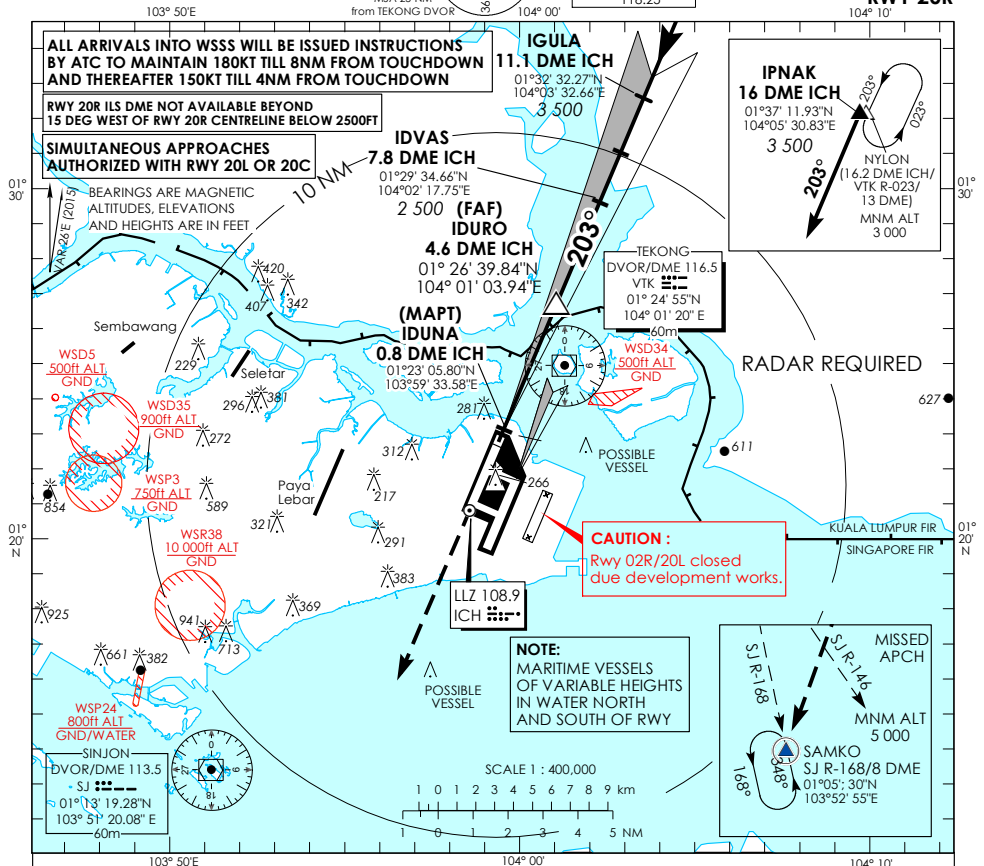 MSA 25 NM
from TEKONG DVOR
36
118.25
RWY 20R
103° 50'E
104° 00'
104° 10'
ALL ARRIVALS INTO WSSS WILL BE ISSUED INSTRUCTIONS
BY ATC TO MAINTAIN 180KT TILL 8NM FROM TOUCHDOWN
AND THEREAFTER 150KT TILL 4NM FROM TOUCHDOWN
RWY 20R ILS DME NOT AVAILABLE BEYOND
15 DEG WEST OF RWY 20R CENTRELINE BELOW 2500FT
SIMULTANEOUS APPROACHES
AUTHORIZED WITH RWY 20L OR 20C
BEARINGS ARE MAGNETIC
ALTITUDES, ELEVATIONS
AND HEIGHTS ARE IN FEET
VAR 26'E (2015)
01°
30'
10 NM
IGULA
11.1 DME ICH
01°32' 32.27"N
104°03' 32.66"E
3 500
IDVAS
7.8 DME ICH
01°29' 34.66"N
104°02' 17.75"E
2 500
(FAF)
IDURO
4.6 DME ICH
01° 26' 39.84"N
104° 01' 03.94"E
(MAPT)
IDUNA
0.8 DME ICH
01°23' 05.80"N
103°59' 33.58"E
203°
IPNAK
16 DME ICH
01°37' 11.93"N
104°05' 30.83"E
3 500
203°
023°
203°
NYLON
(16.2 DME ICH/
VTK R-023/
13 DME)
MNM ALT
3 000
01°
30'
TEKONG
DVOR/DME 116.5
VTK
01° 24' 55"N
104° 01' 20" E
60m
0
9
18
27
WSD34
500ft ALT
GND
RADAR REQUIRED
420
407
342
Sembawang
229
Seletar
296
381
281
272
312
217
589
321
291
383
369
854
925
941
713
661
382
266
627
611
WSD5
500ft ALT
GND
WSD35
900ft ALT
GND
WSP3
750ft ALT
GND
WSR38
10 000ft ALT
GND
Paya
Lebar
POSSIBLE
VESSEL
01°
20'
N
KUALA LUMPUR FIR
SINGAPORE FIR
01°
20'
N
CAUTION :
Rwy 02R/20L closed
due development works.
LLZ 108.9
ICH
NOTE:
MARITIME VESSELS
OF VARIABLE HEIGHTS
IN WATER NORTH
AND SOUTH OF RWY
POSSIBLE
VESSEL
WSP24
800ft ALT
GND/WATER
SINJON
DVOR/DME 113.5
SJ
01°13' 19.28"N
103° 51' 20.08" E
60m
0
9
18
27
SCALE 1 : 400,000
1 0 1 2 3 4 5 6 7 8 9 km
1 0 1 2 3 4 5 NM
MISSED
APCH
SJ R-168
SJ R-146
MNM ALT
5 000
SAMKO
SJ R-168/8 DME
01°05'; 30"N
103°52' 55"E
168°
348°
103° 50'E
104° 00'
104° 10'